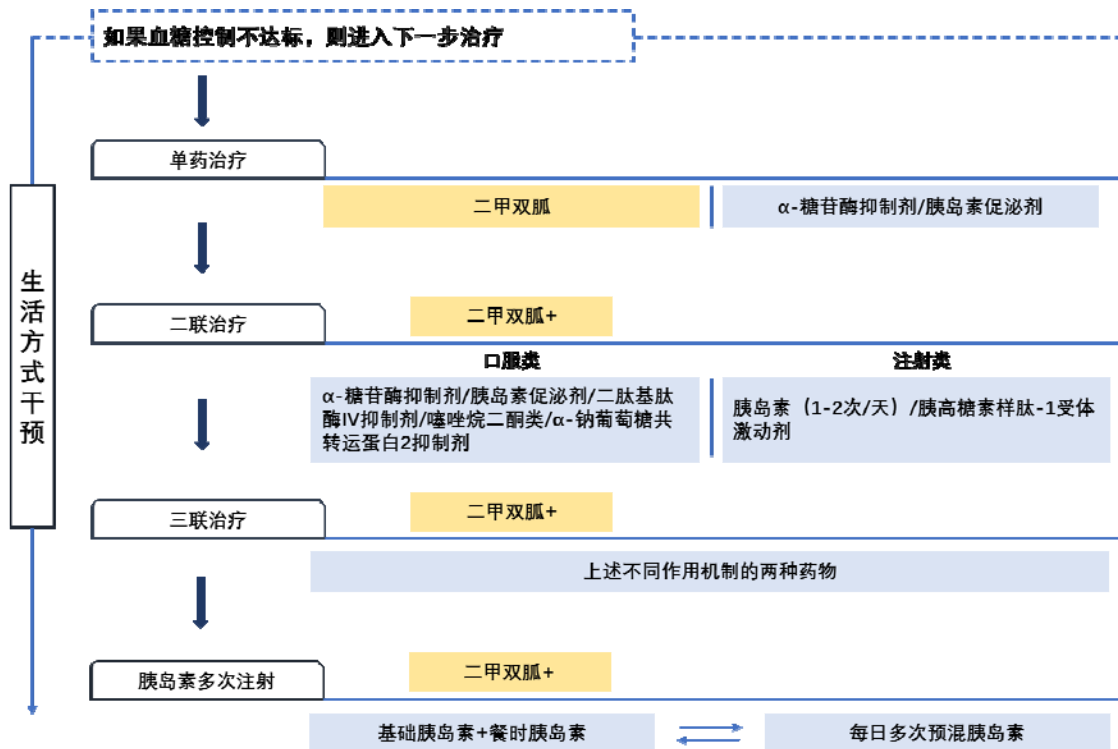 如果血糖控制不达标，则进入下一步治疗
单药治疗
二甲双胍
α-糖苷酶抑制剂/胰岛素促泌剂
生活方式干预
二联治疗
二甲双胍+
口服类
注射类
α-糖苷酶抑制剂/胰岛素促泌剂/二肽基肽
酶IV抑制剂/噻唑烷二酮类/α-钠葡萄糖共
转运蛋白2抑制剂
胰岛素（1-2次/天）/胰高糖素样肽-1受体
激动剂
三联治疗
二甲双胍+
上述不同作用机制的两种药物
胰岛素多次注射
二甲双胍+
基础胰岛素+餐时胰岛素
每日多次预混胰岛素